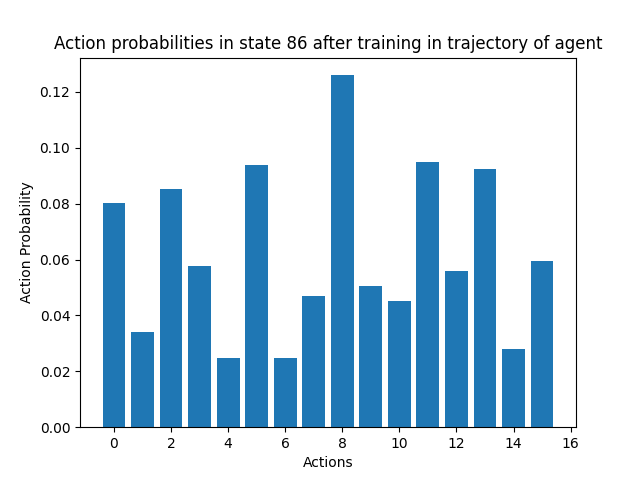 Action probabilities in state 86 after training in trajectory of agent
0.12
0.10
0.08
0.06
0.04
0.02
0.00
Action Probability
0 2 4 6 8 10 12 14 16
Actions